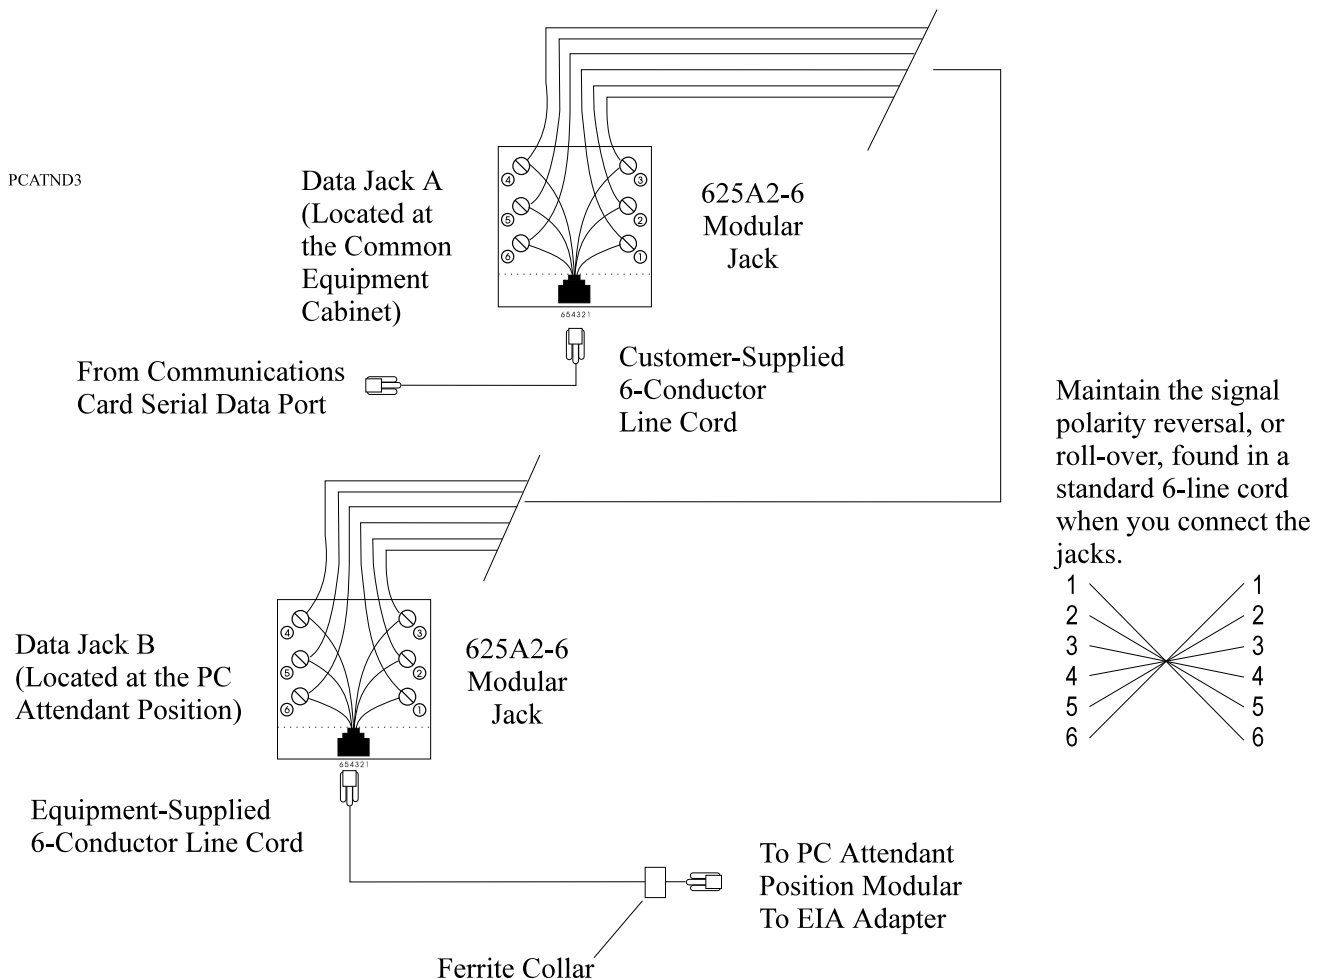 PCATND3
Data Jack A
(Located at
the Common
Equipment
Cabinet)
4
5
6
3
2
1
654321
625A2-6
Modular
Jack
From Communications
Card Serial Data Port
Customer-Supplied
6-Conductor
Line Cord
Maintain the signal
polarity reversal, or
roll-over, found in a
standard 6-line cord
when you connect the
jacks.
1 1
2 2
3 3
4 4
5 5
6 6
Data Jack B
(Located at the PC
Attendant Position)
4
5
6
3
2
1
654321
625A2-6
Modular
Jack
Equipment-Supplied
6-Conductor Line Cord
To PC Attendant
Position Modular
To EIA Adapter
Ferrite Collar